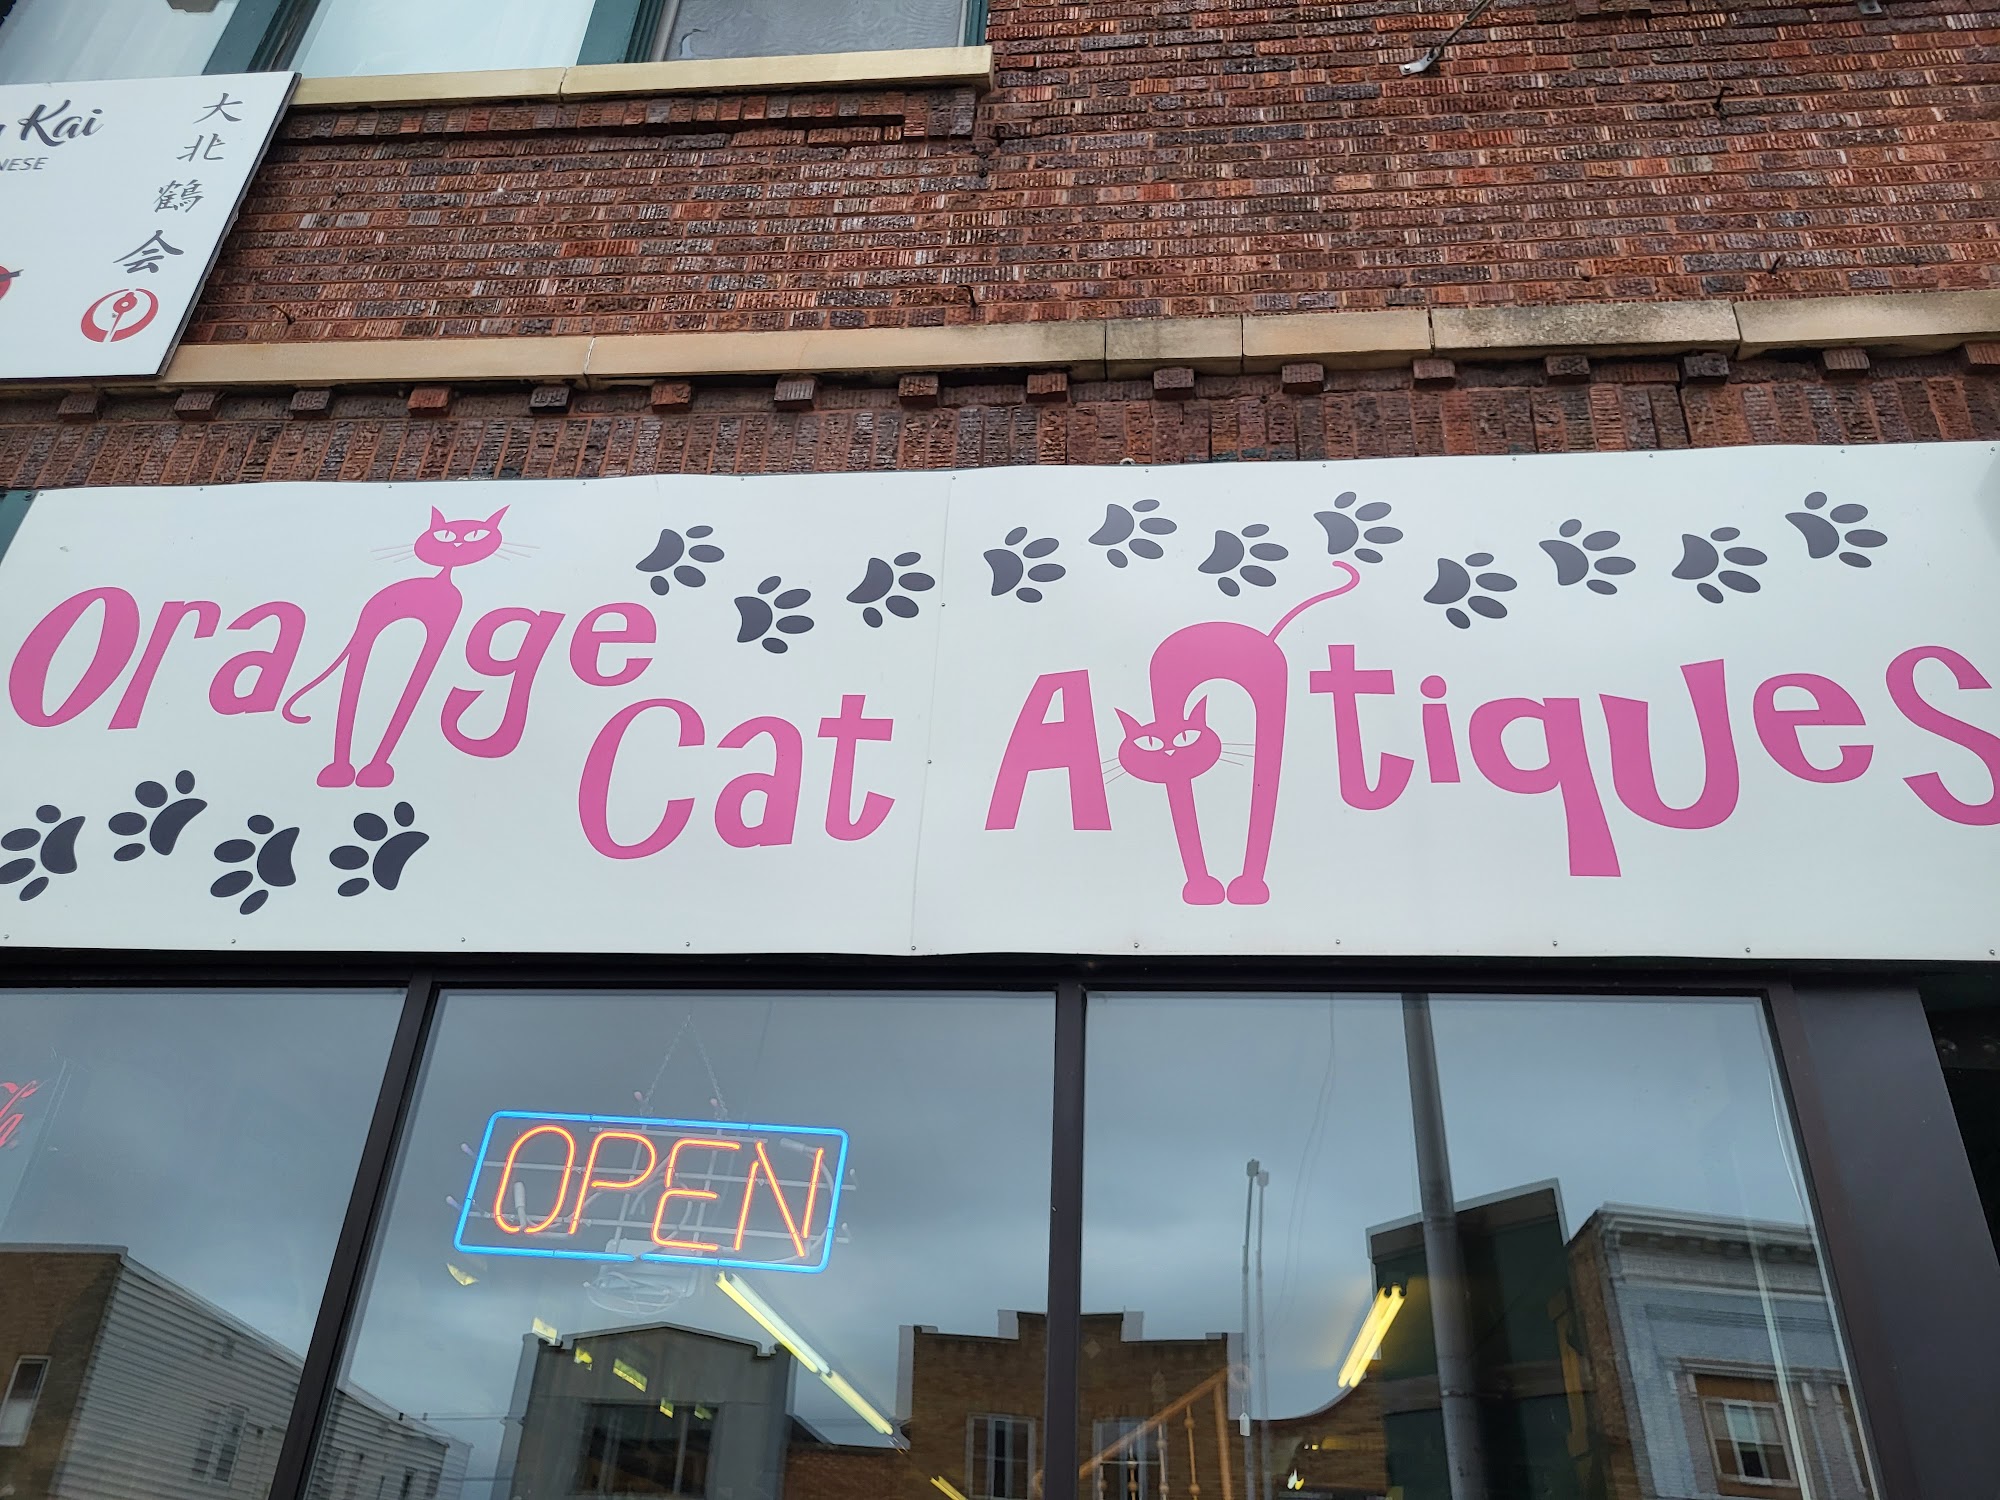 Kai
大北鶴会
Orange
Cat Antiques
OPEN